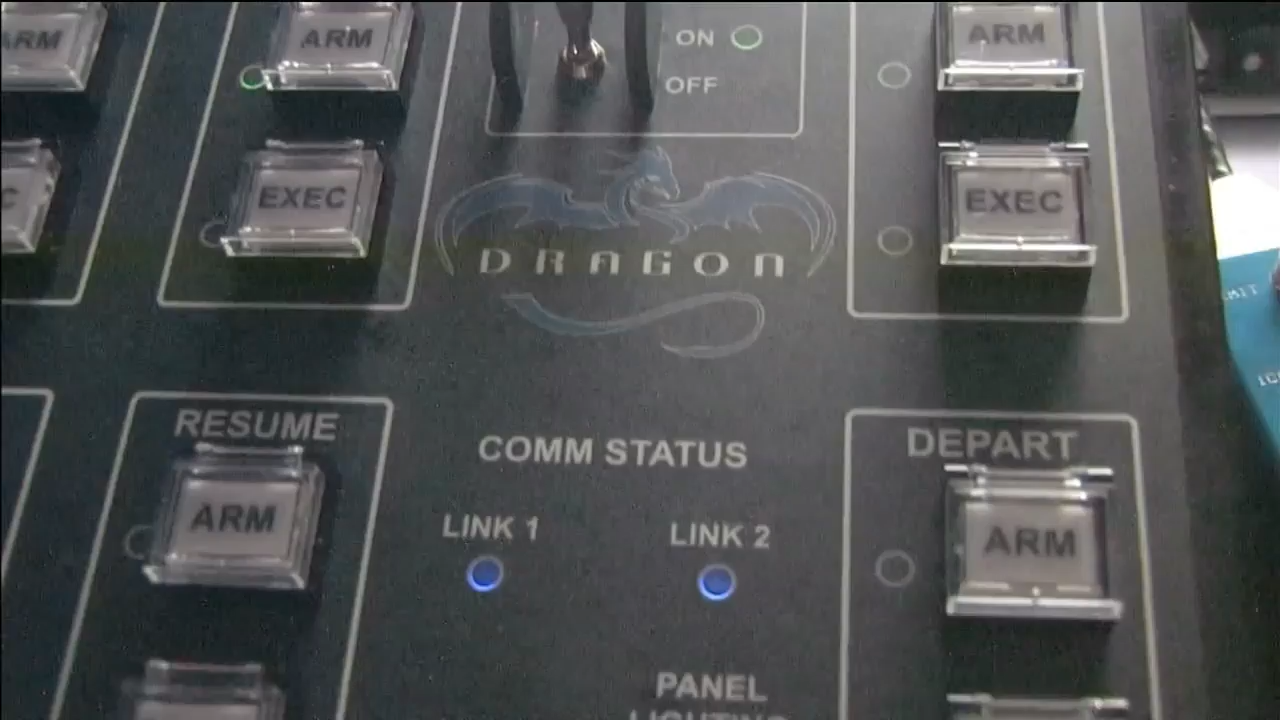 ARM
ARM
ON
OFF
ARM
C
EXEC
EXEC
DRAGON
RESUME
COMM STATUS
DEPART
ARM
LINK 1
LINK 2
ARM
PANEL
LIGHTING